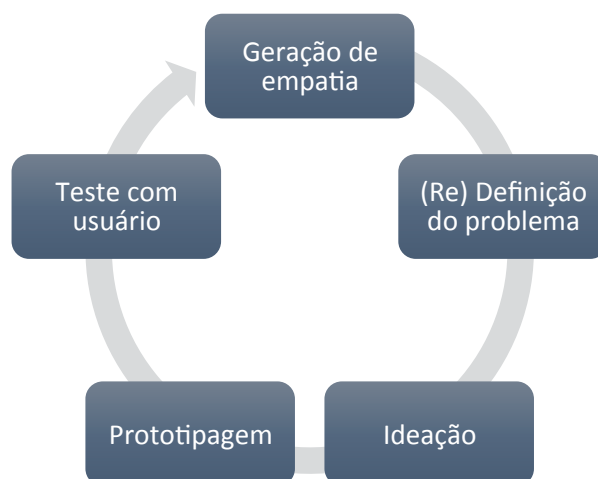 Geração de
empatia
(Re) Definição
do problema
Ideação
Prototipagem
Teste com
usuário